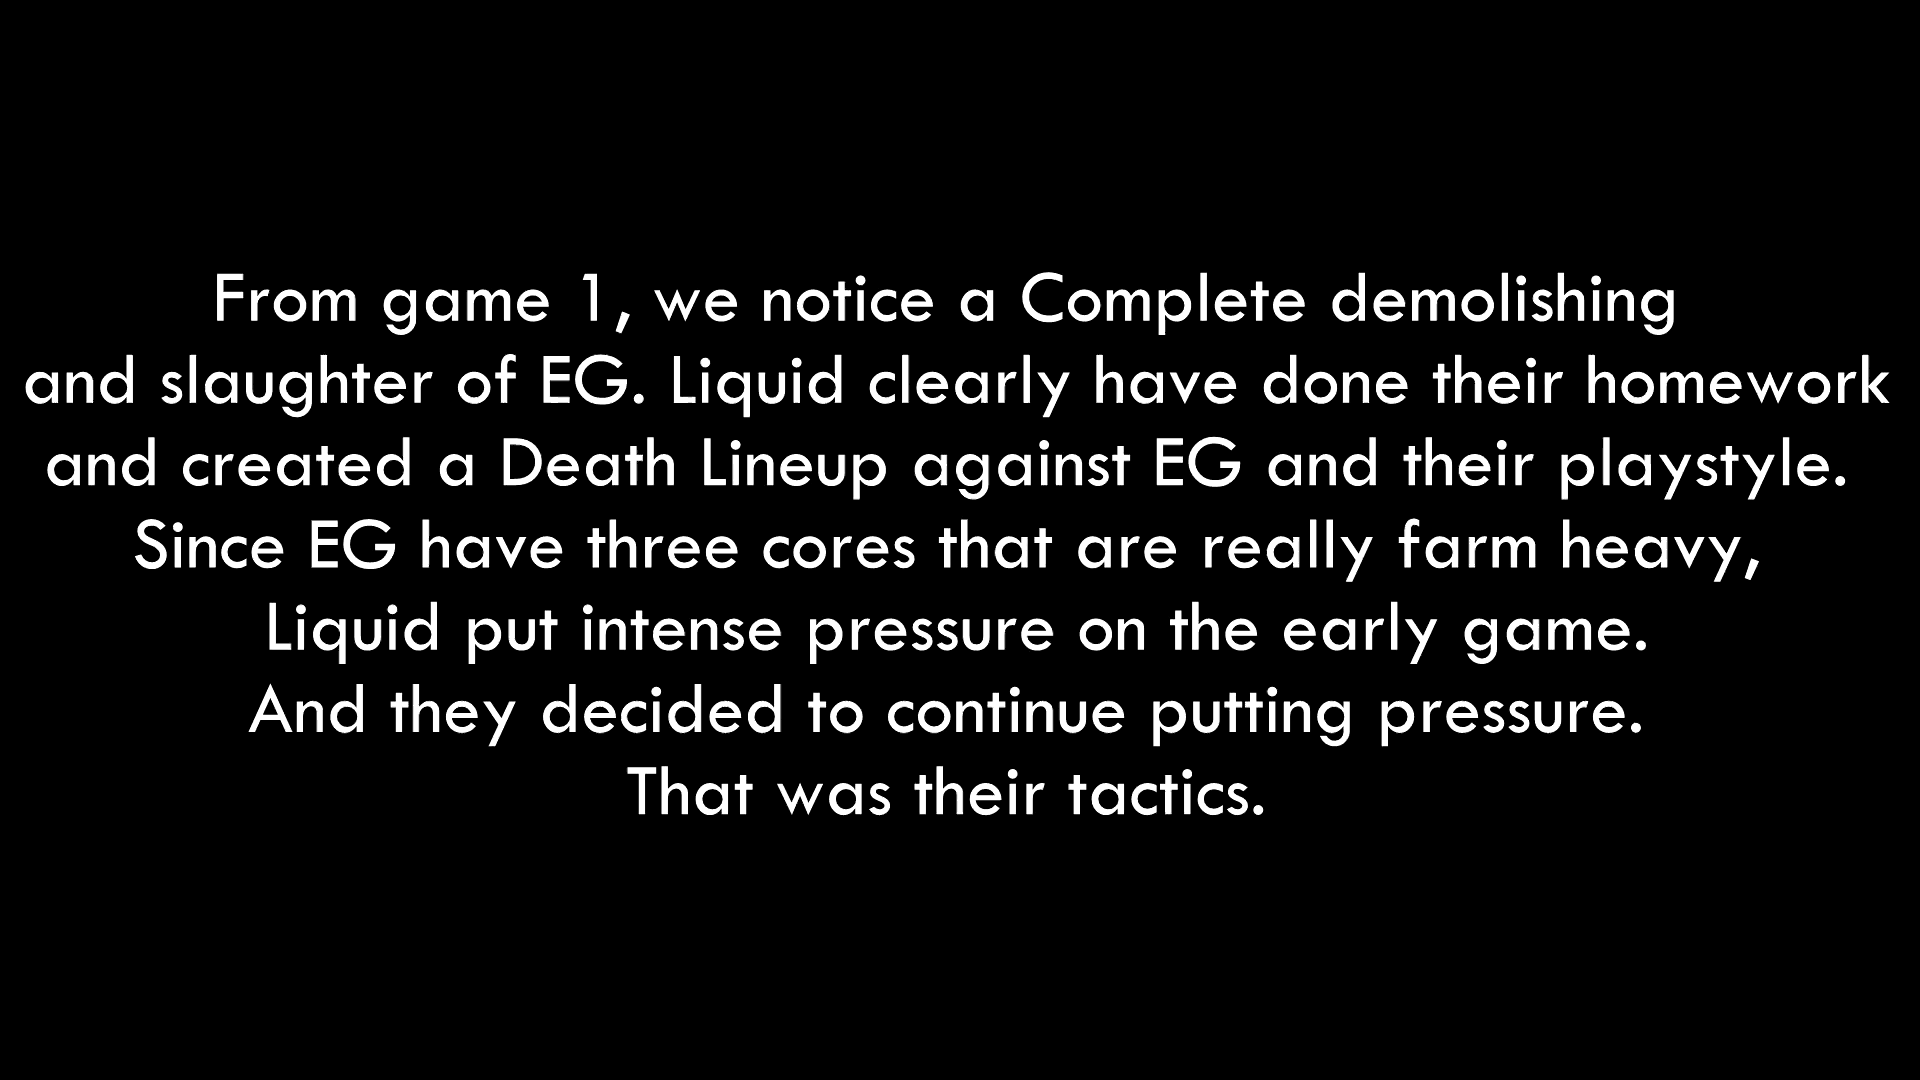 From game 1, we notice a Complete demolishing
and slaughter of EG. Liquid clearly have done their homework
and created a Death Lineup against EG and their playstyle.
Since EG have three cores that are really farm heavy,
Liquid put intense pressure on the early game.
And they decided to continue putting pressure.
That was their tactics.